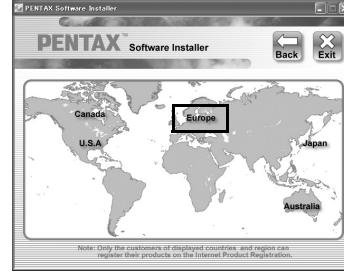 PENTAX Software Installer
PENTAX™ Software Installer
Back
Exit
Canada
Europe
U.S.A
Japan
Australia
Note: Only the customers of displayed countries and region can
register their products on the Internet Product Registration.